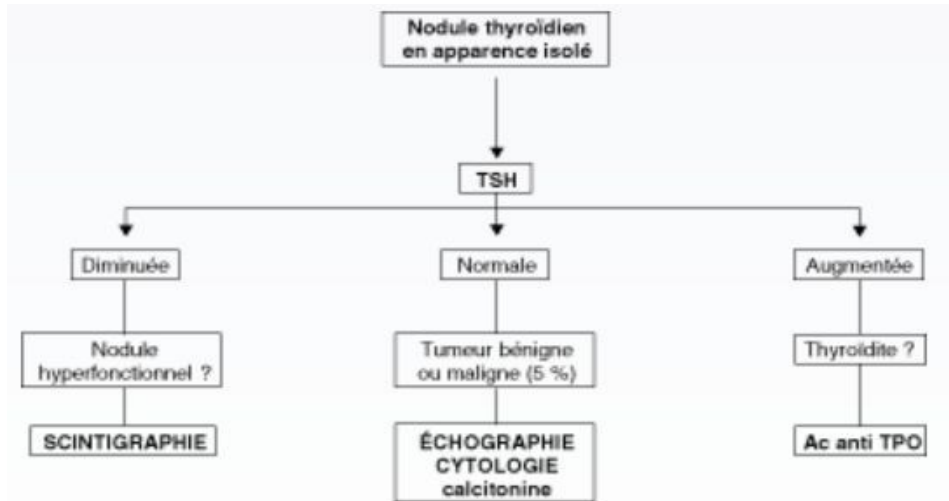 Nodule thyroïdien
en apparence isolé
TSH
Diminuée
Normale
Augmentée
Nodule
hyperfonctionnel ?
Tumeur bénigne
ou maligne (5 %)
Thyroïdite ?
SCINTIGRAPHIE
ÉCHOGRAPHIE
CYTOLOGIE
calcitonine
Ac anti TPO